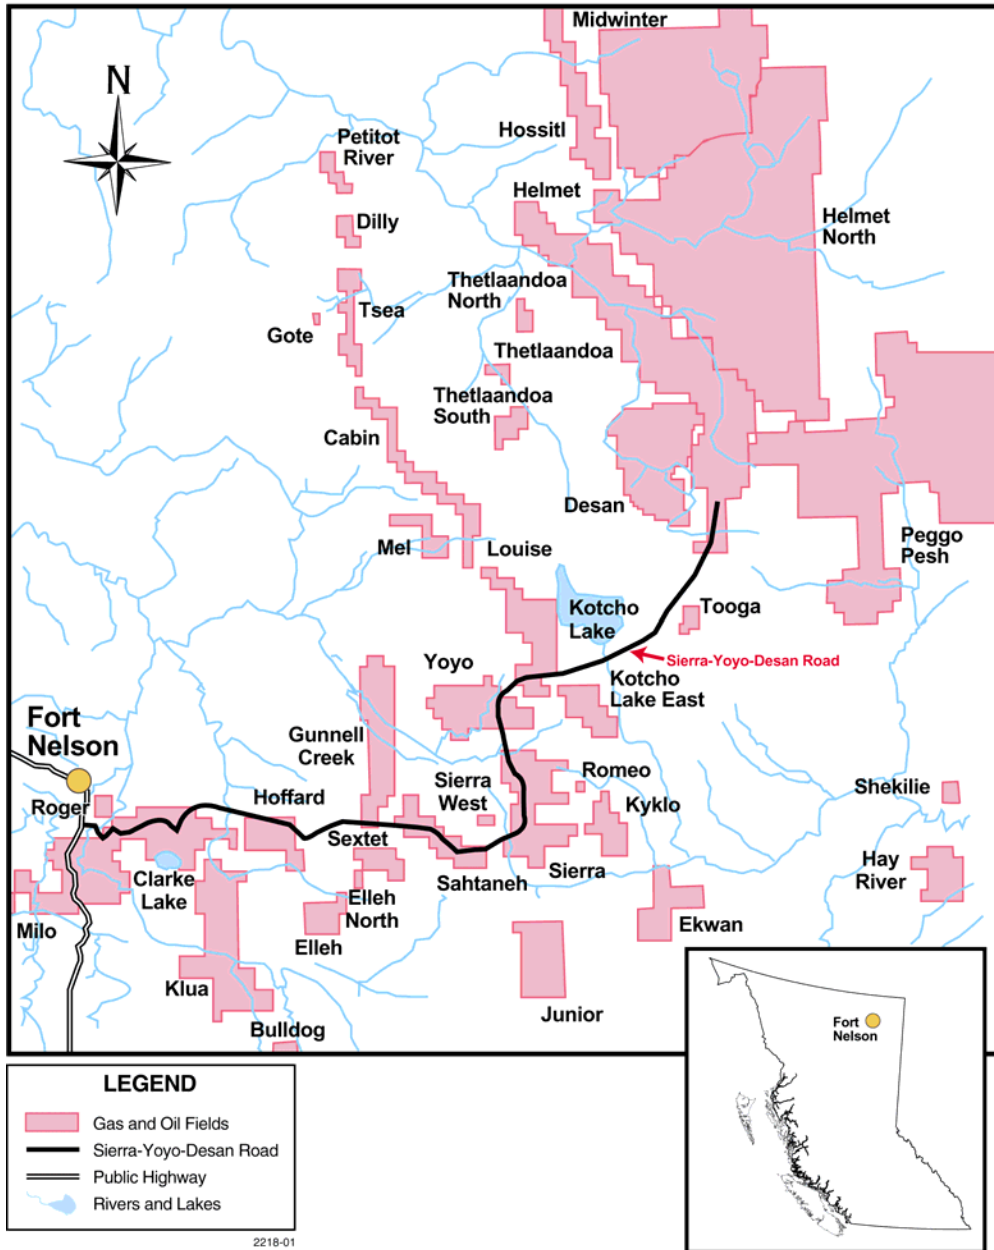 Midwinter
N
Hossitl
Petitot
River
Helmet
Dilly
Helmet
North
Thetlaandoa
North
Tsea
Gote
Thetlaandoa
Thetlaandoa
South
Cabin
Desan
Peggo
Pesh
Mel
Louise
Kotcho
Lake
Tooga
Sierra-Yoyo-Desan Road
Yoyo
Kotcho
Lake East
Fort
Nelson
Gunnell
Creek
Sierra
West
Romeo
Shekilie
Roger
Hoffard
Kyklo
Sextet
Hay
River
Clarke
Lake
Sahtaneh
Sierra
Elleh
North
Milo
Elleh
Ekwan
Klua
Junior
Bulldog
Fort
Nelson
LEGEND
Gas and Oil Fields
Sierra-Yoyo-Desan Road
Public Highway
Rivers and Lakes
2218-01